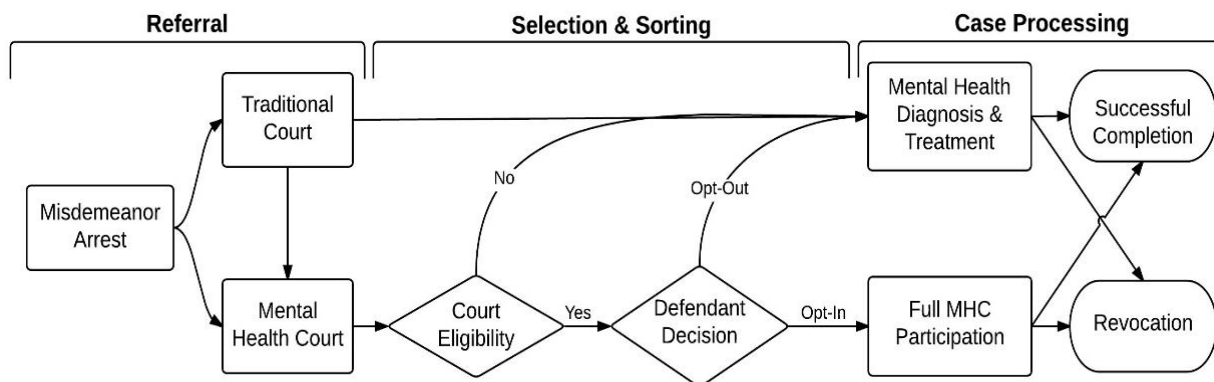 Referral
Selection & Sorting
Case Processing
Traditional
Court
Mental Health
Diagnosis &
Treatment
Successful
Completion
No
Opt-Out
Misdemeanor
Arrest
Mental
Health Court
Court
Eligibility
Yes
Defendant
Decision
Opt-In
Full MHC
Participation
Revocation